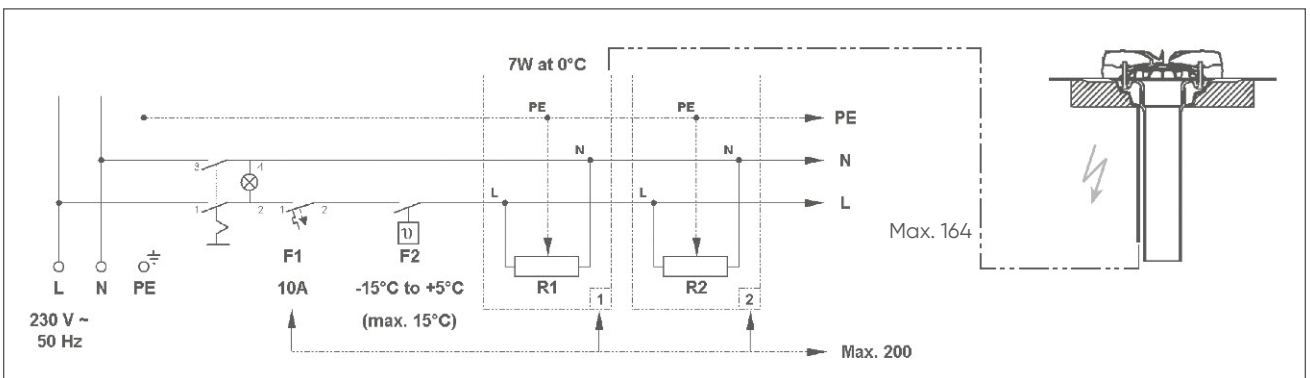 7W at 0°C
PE
PE
PE
N
N
N
L
L
L
3
4
1
2
1
2
υ
F1
F2
R1
R2
1
2
L
N
PE
10A
-15°C to +5°C
(max. 15°C)
230 V ~
50 Hz
Max. 164
Max. 200